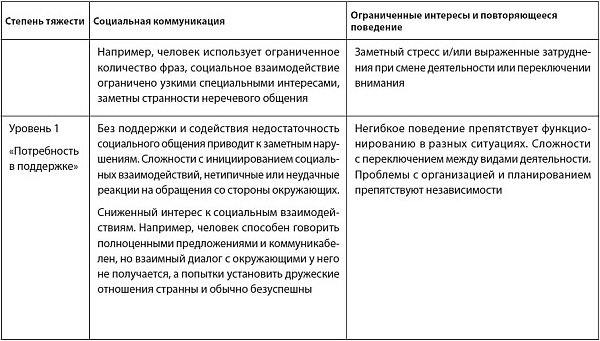 Степень тяжести
Социальная коммуникация
Ограниченные интересы и повторяющееся
поведение
Например, человек использует ограниченное
количество фраз, социальное взаимодействие
ограничено узкими специальными интересами,
заметны странности неречевого общения
Заметный стресс и/или выраженные затрудне-
ния при смене деятельности или переключении
внимания
Уровень 1
«Потребность
в поддержке»
Без поддержки и содействия недостаточность
социального общения приводит к заметным нару-
шениям. Сложности с инициированием социаль-
ных взаимодействий, нетипичные или неудачные
реакции на обращения со стороны окружающих.
Сниженный интерес к социальным взаимодей-
ствиям. Например, человек способен говорить
полноценными предложениями и коммуникабе-
лен, но взаимный диалог с окружающими у него
не получается, а попытки установить дружеские
отношения странны и обычно безуспешны
Негибкое поведение препятствует функцио-
нированию в разных ситуациях. Сложности
с переключением между видами деятельности.
Проблемы с организацией и планированием
препятствуют независимости